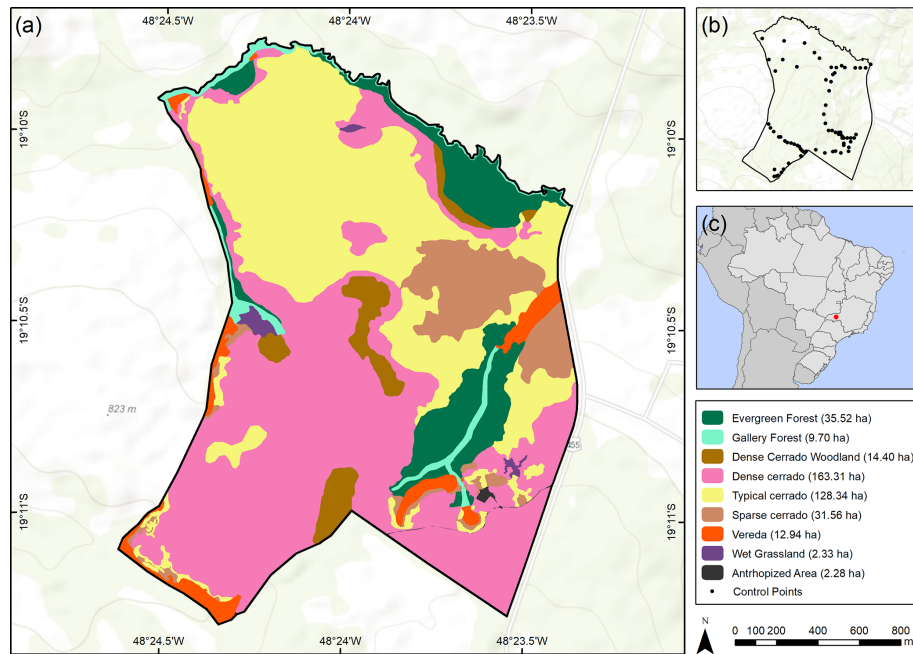 (a)
48°24.5'W
48°24'W
48°23.5'W
19°10'S
19°10'S
19°10.5'S
19°10.5'S
19°11'S
19°11'S
823 m
455
48°24.5'W
48°24'W
48°23.5'W
(b)
(c)
Evergreen Forest (35.52 ha)
Gallery Forest (9.70 ha)
Dense Cerrado Woodland (14.40 ha)
Dense cerrado (163.31 ha)
Typical cerrado (128.34 ha)
Sparse cerrado (31.56 ha)
Vereda (12.94 ha)
Wet Grassland (2.33 ha)
Antrhopized Area (2.28 ha)
Control Points
N
0 100 200 400 600 800
m